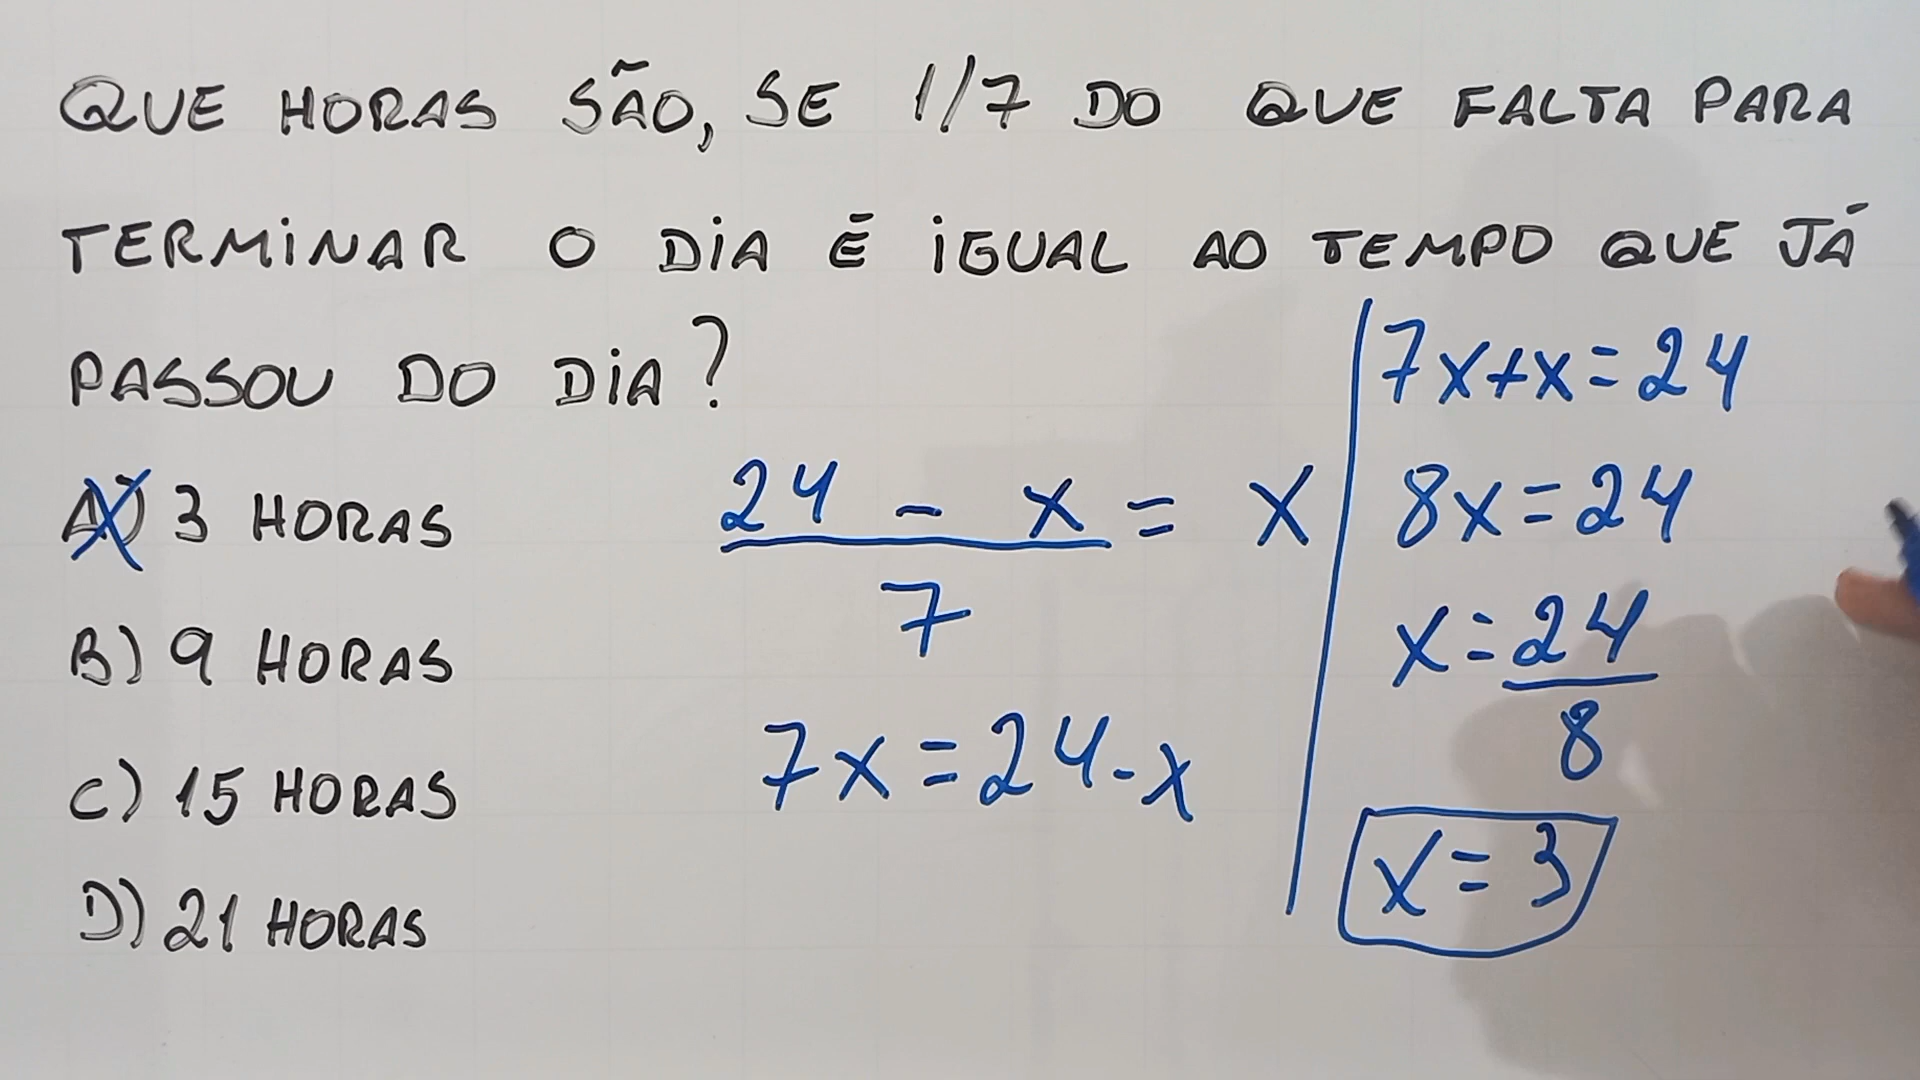 QUE HORAS SÃO, SE 1/7 DO QUE FALTA PARA
TERMINAR O DIA É IGUAL AO TEMPO QUE JÁ
PASSOU DO DIA?
A) 3 HORAS
B) 9 HORAS
C) 15 HORAS
D) 21 HORAS
24 - x = x
7
7x = 24 - x
7x + x = 24
8x = 24
x = 24
8
x = 3